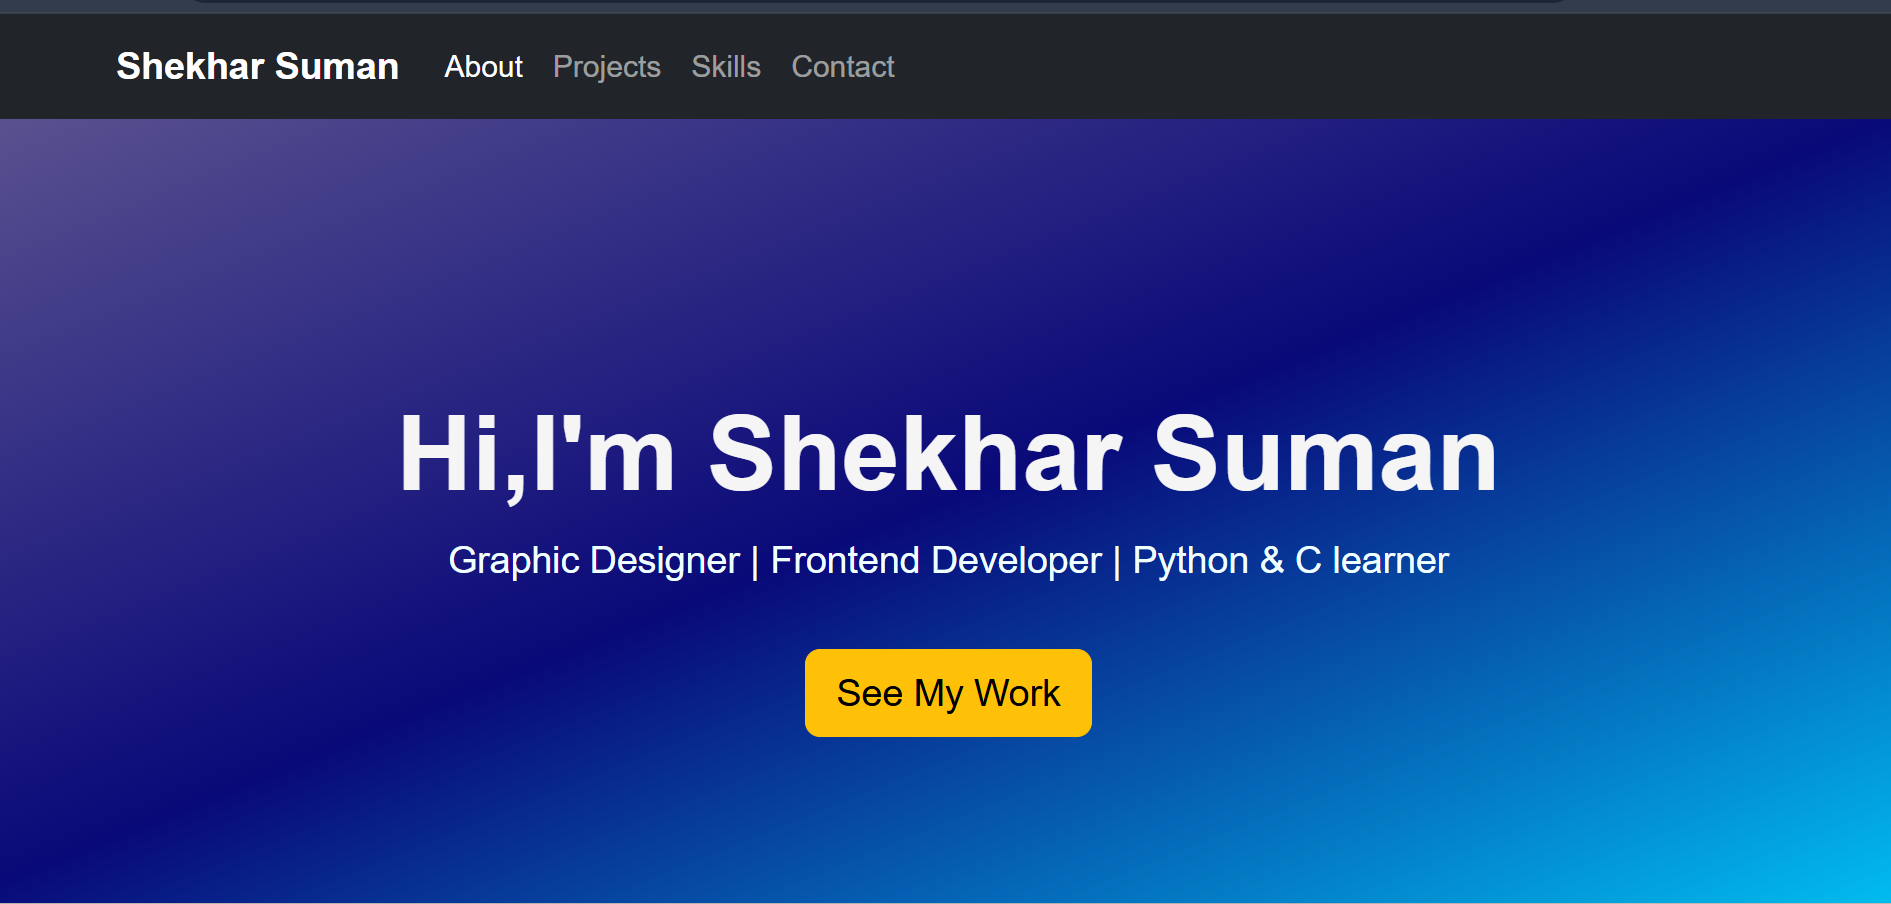 Shekhar Suman About Projects Skills Contact
Hi,I'm Shekhar Suman
Graphic Designer | Frontend Developer | Python & C learner
See My Work